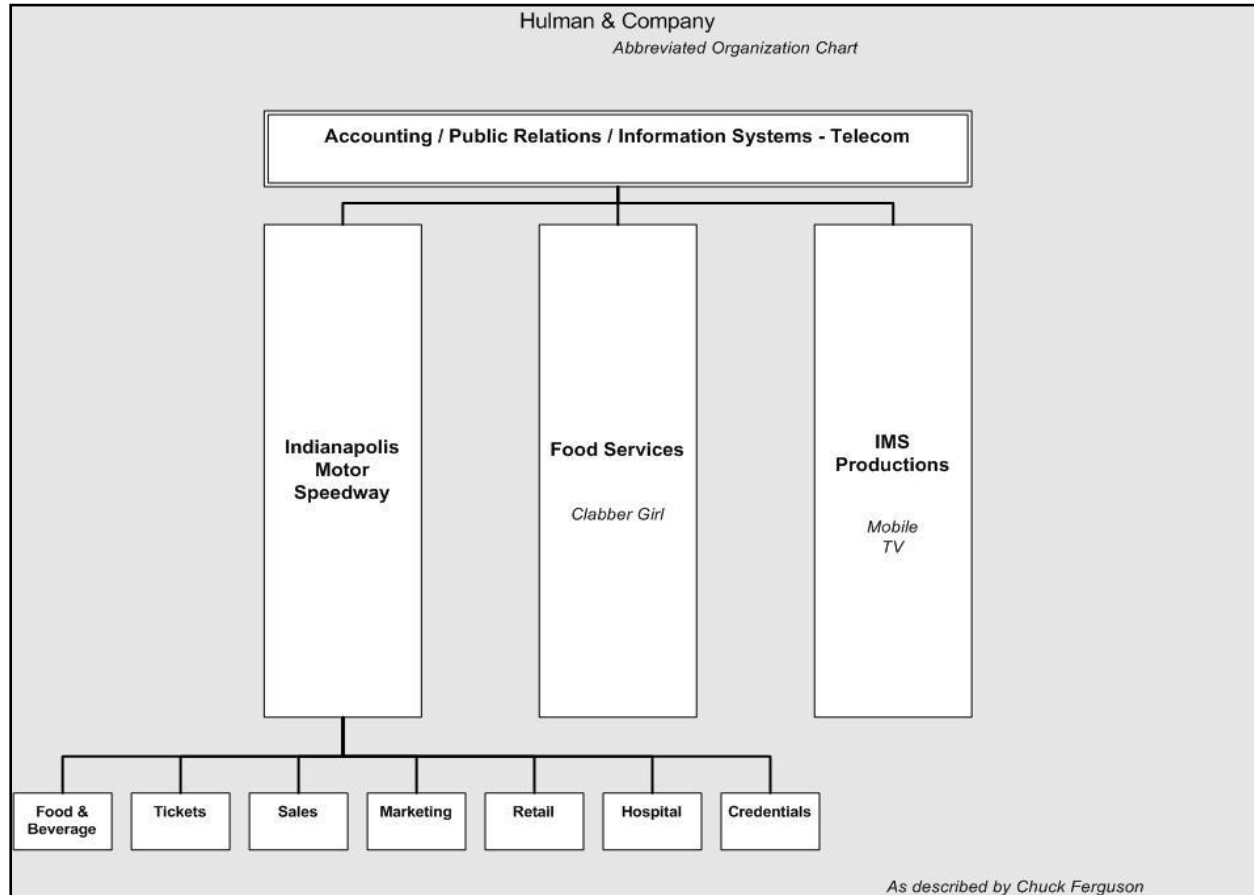 Hulman & Company
Abbreviated Organization Chart
Accounting / Public Relations / Information Systems - Telecom
Indianapolis
Motor
Speedway
Food Services
Clabber Girl
IMS
Productions
Mobile
TV
Food &
Beverage
Tickets
Sales
Marketing
Retail
Hospital
Credentials
As described by Chuck Ferguson